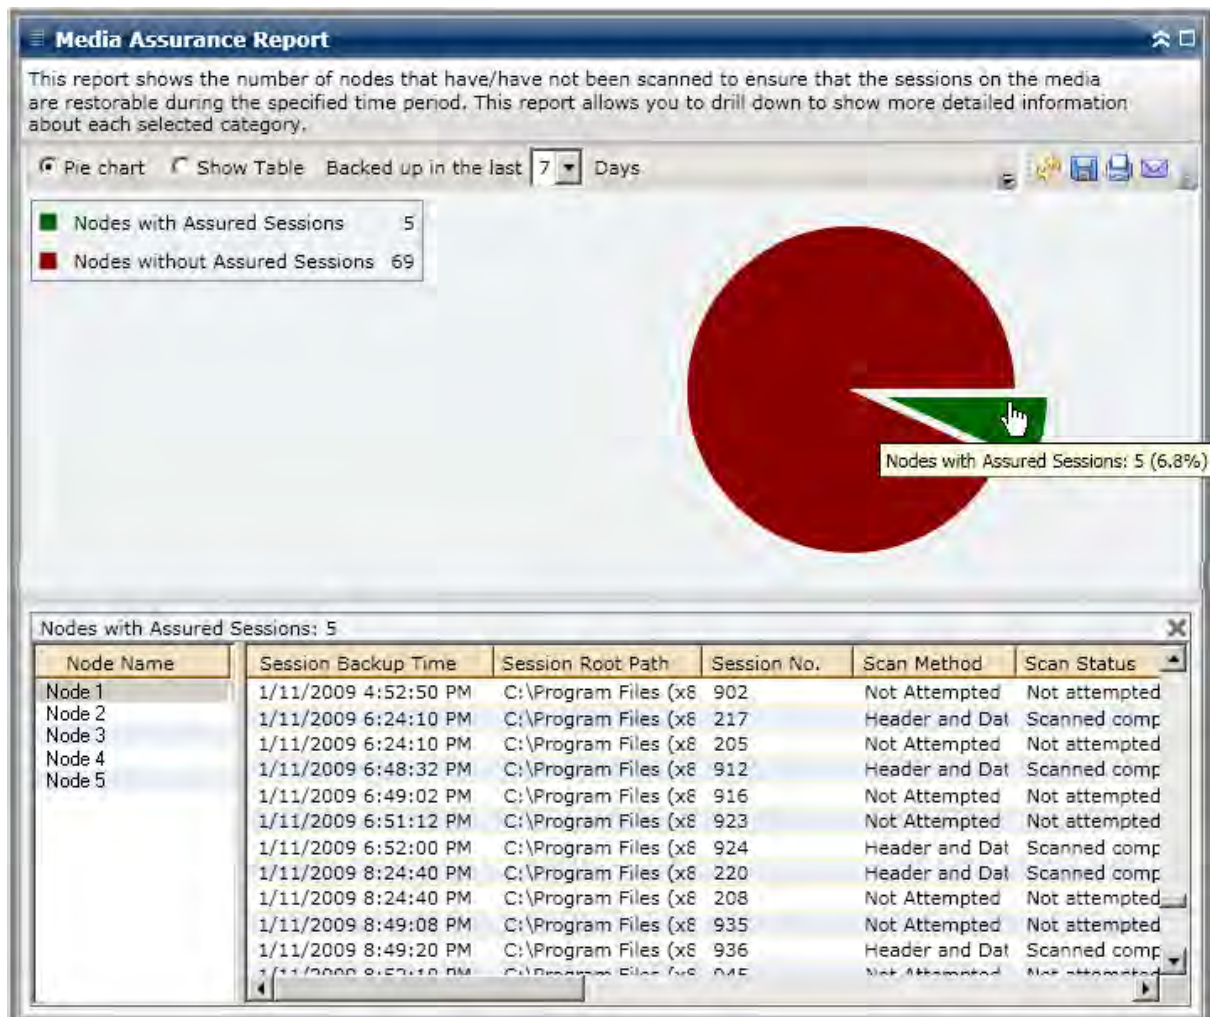 Media Assurance Report
This report shows the number of nodes that have/have not been scanned to ensure that the sessions on the media
are restorable during the specified time period. This report allows you to drill down to show more detailed information
about each selected category.
Pie chart Show Table Backed up in the last 7 Days
Nodes with Assured Sessions 5
Nodes without Assured Sessions 69
Nodes with Assured Sessions: 5 (6.8%)
Nodes with Assured Sessions: 5
Node Name Session Backup Time Session Root Path Session No. Scan Method Scan Status
Node 1 1/11/2009 4:52:50 PM C:\Program Files (x8 902 Not Attempted Not attempted
Node 2 1/11/2009 6:24:10 PM C:\Program Files (x8 217 Header and Dat Scanned comp
Node 3 1/11/2009 6:24:10 PM C:\Program Files (x8 205 Not Attempted Not attempted
Node 4 1/11/2009 6:48:32 PM C:\Program Files (x8 912 Header and Dat Scanned comp
Node 5 1/11/2009 6:49:02 PM C:\Program Files (x8 916 Not Attempted Not attempted
1/11/2009 6:51:12 PM C:\Program Files (x8 923 Not Attempted Not attempted
1/11/2009 6:52:00 PM C:\Program Files (x8 924 Header and Dat Scanned comp
1/11/2009 8:24:40 PM C:\Program Files (x8 220 Header and Dat Scanned comp
1/11/2009 8:24:40 PM C:\Program Files (x8 208 Not Attempted Not attempted
1/11/2009 8:49:08 PM C:\Program Files (x8 935 Not Attempted Not attempted
1/11/2009 8:49:20 PM C:\Program Files (x8 936 Header and Dat Scanned comp